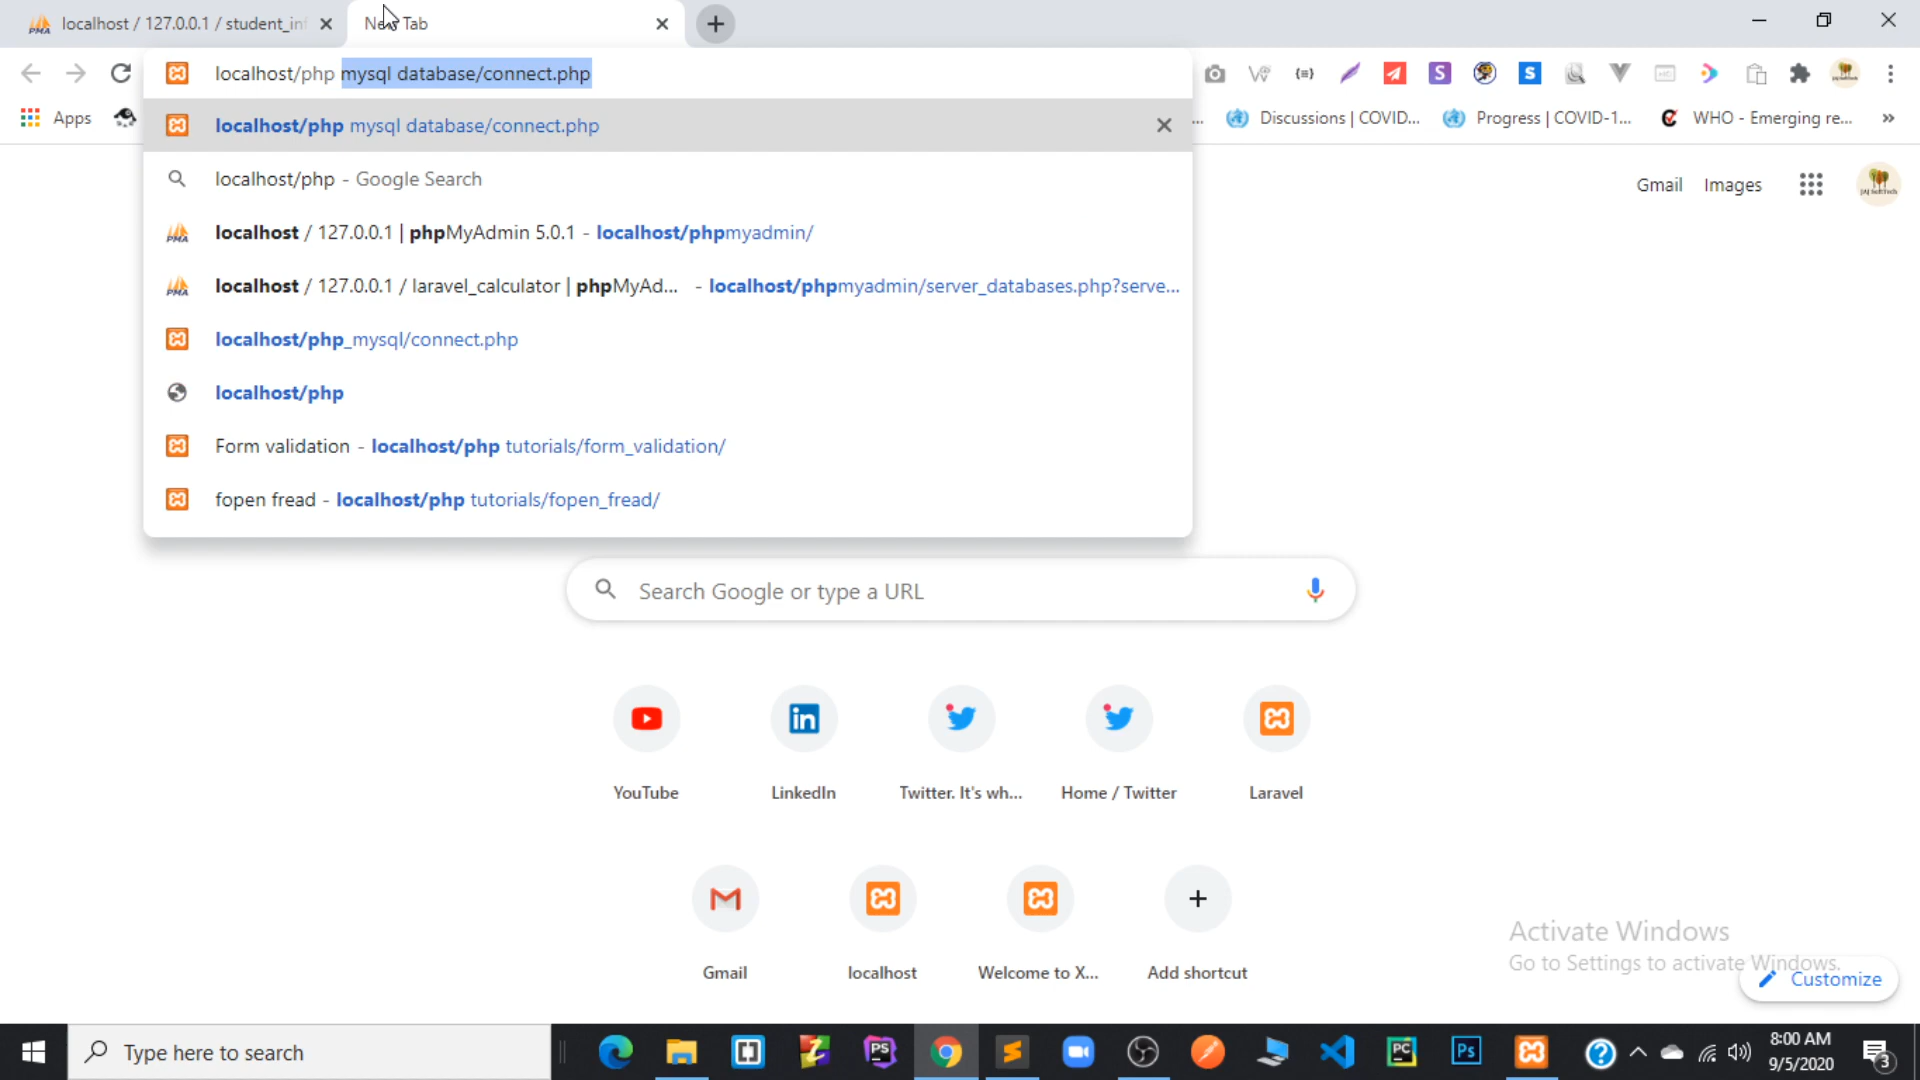 localhost / 127.0.0.1 / student_in
New Tab
localhost/php mysql database/connect.php
Apps
Discussions | COVID...
Progress | COVID-1...
WHO - Emerging re...
»
localhost/php mysql database/connect.php
localhost/php - Google Search
Gmail
Images
localhost / 127.0.0.1 | phpMyAdmin 5.0.1 - localhost/phpmyadmin/
localhost / 127.0.0.1 / laravel_calculator | phpMyAd... - localhost/phpmyadmin/server_databases.php?serve...
localhost/php_mysql/connect.php
localhost/php
Form validation - localhost/php tutorials/form_validation/
fopen fread - localhost/php tutorials/fopen_fread/
Search Google or type a URL
YouTube
LinkedIn
Twitter. It's wh...
Home / Twitter
Laravel
Gmail
localhost
Welcome to X...
Add shortcut
Activate Windows
Go to Settings to activate Windows.
Customize
Type here to search
8:00 AM
9/5/2020
3